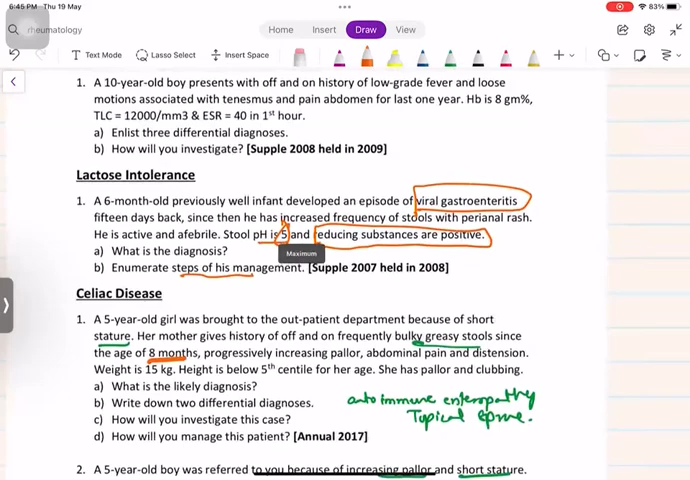 6:45 PM Thu 19 May
83%
rheumatology
Home Insert Draw View
Text Mode Lasso Select Insert Space
1. A 10-year-old boy presents with off and on history of low-grade fever and loose
motions associated with tenesmus and pain abdomen for last one year. Hb is 8 gm%,
TLC = 12000/mm3 & ESR = 40 in 1st hour.
a) Enlist three differential diagnoses.
b) How will you investigate? [Supple 2008 held in 2009]
Lactose Intolerance
1. A 6-month-old previously well infant developed an episode of viral gastroenteritis
fifteen days back, since then he has increased frequency of stools with perianal rash.
He is active and afebrile. Stool pH is 5 and reducing substances are positive.
Maximum
a) What is the diagnosis?
b) Enumerate steps of his management. [Supple 2007 held in 2008]
Celiac Disease
1. A 5-year-old girl was brought to the out-patient department because of short
stature. Her mother gives history of off and on frequently bulky greasy stools since
the age of 8 months, progressively increasing pallor, abdominal pain and distension.
Weight is 15 kg. Height is below 5th centile for her age. She has pallor and clubbing.
a) What is the likely diagnosis?
b) Write down two differential diagnoses.
auto immune enteropathy
c) How will you investigate this case?
d) How will you manage this patient? [Annual 2017]
2. A 5-year-old boy was referred to you because of increasing pallor and short stature.